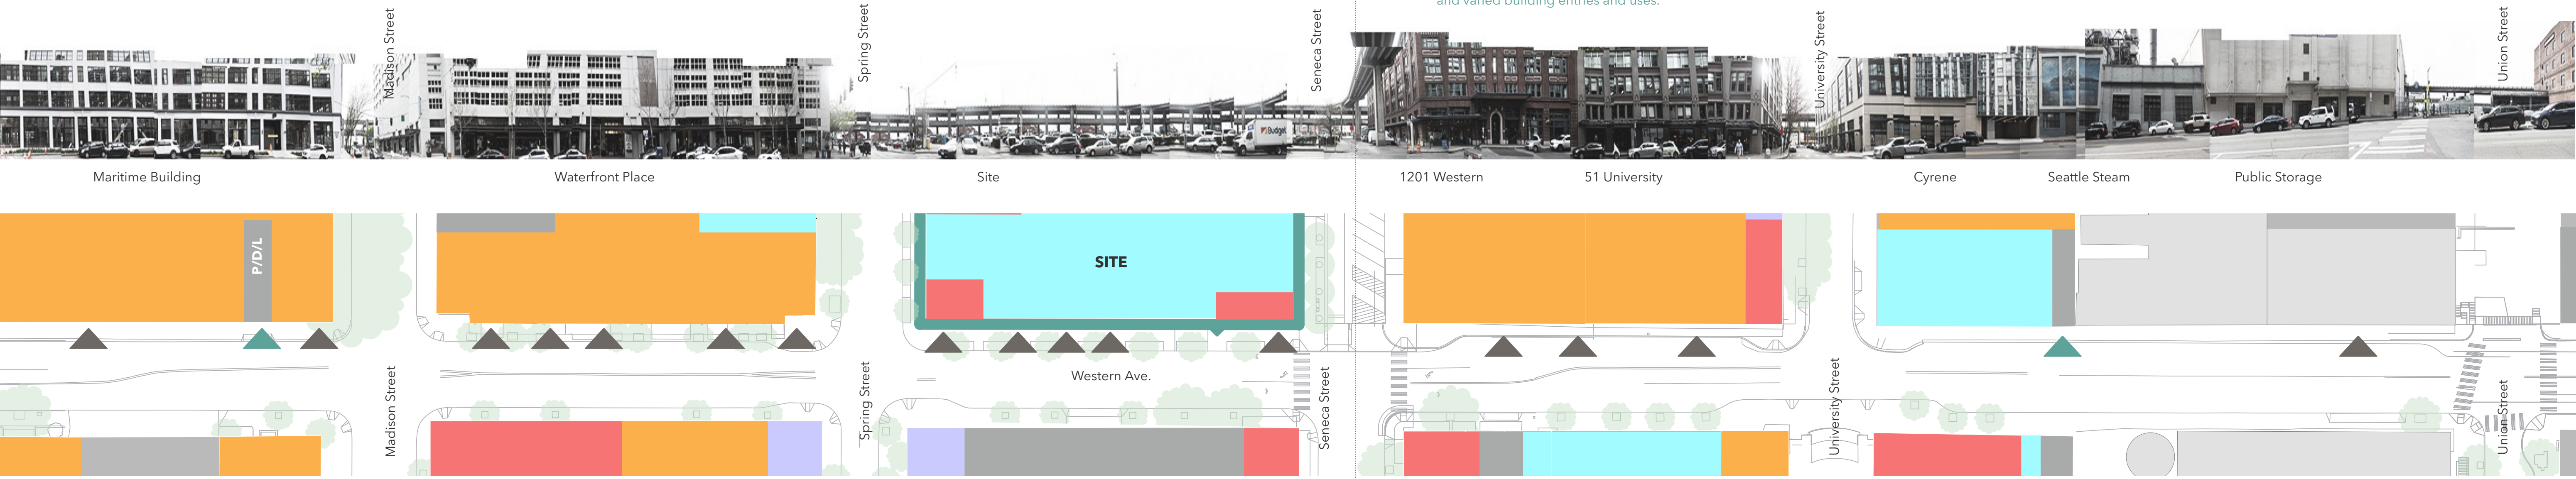 and varied building entries and uses.
Madison Street
Spring Street
Seneca Street
University Street
Union Street
Budget
Maritime Building
Waterfront Place
Site
1201 Western
51 University
Cyrene
Seattle Steam
Public Storage
P/D/L
SITE
Western Ave.
Madison Street
Spring Street
Seneca Street
University Street
Union Street